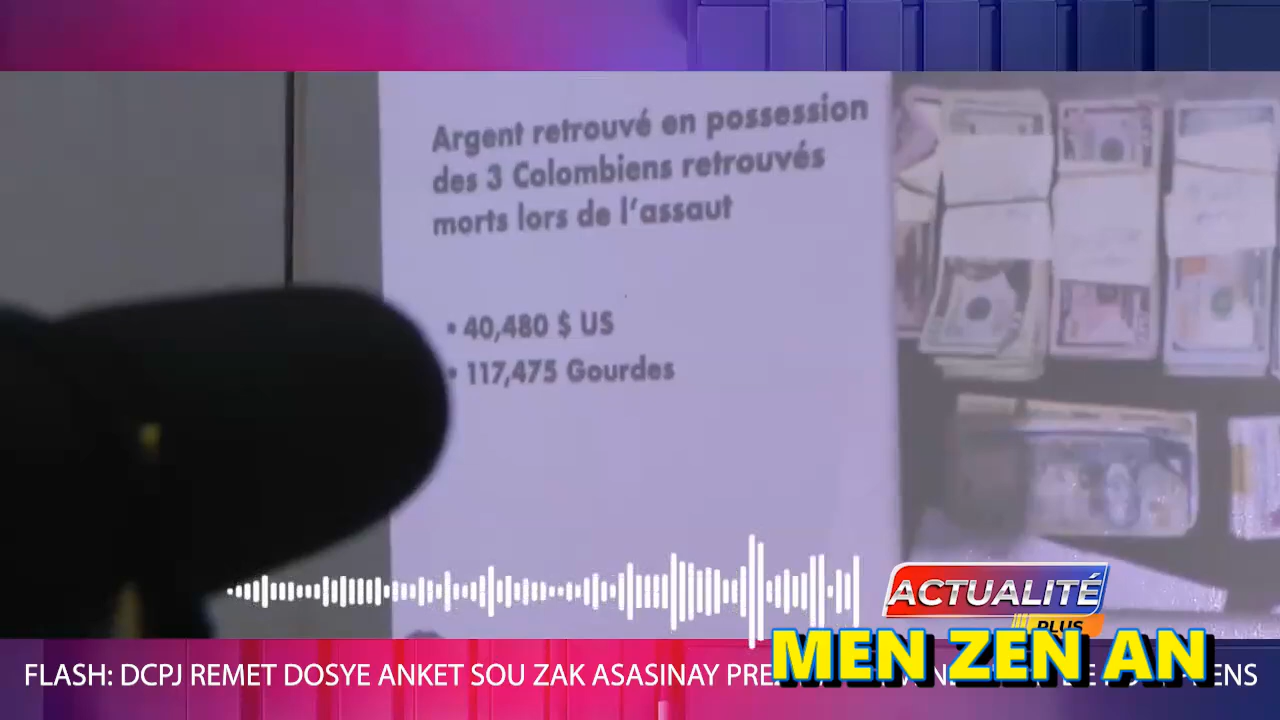 Argent retrouvé en possession
des 3 Colombiens retrouvés
morts lors de l'assaut
• 40,480 $ US
• 117,475 Gourdes
ACTUALITÉ
PLUS
MEN ZEN AN
FLASH: DCPJ REMET DOSYE ANKET SOU ZAK ASASINAY